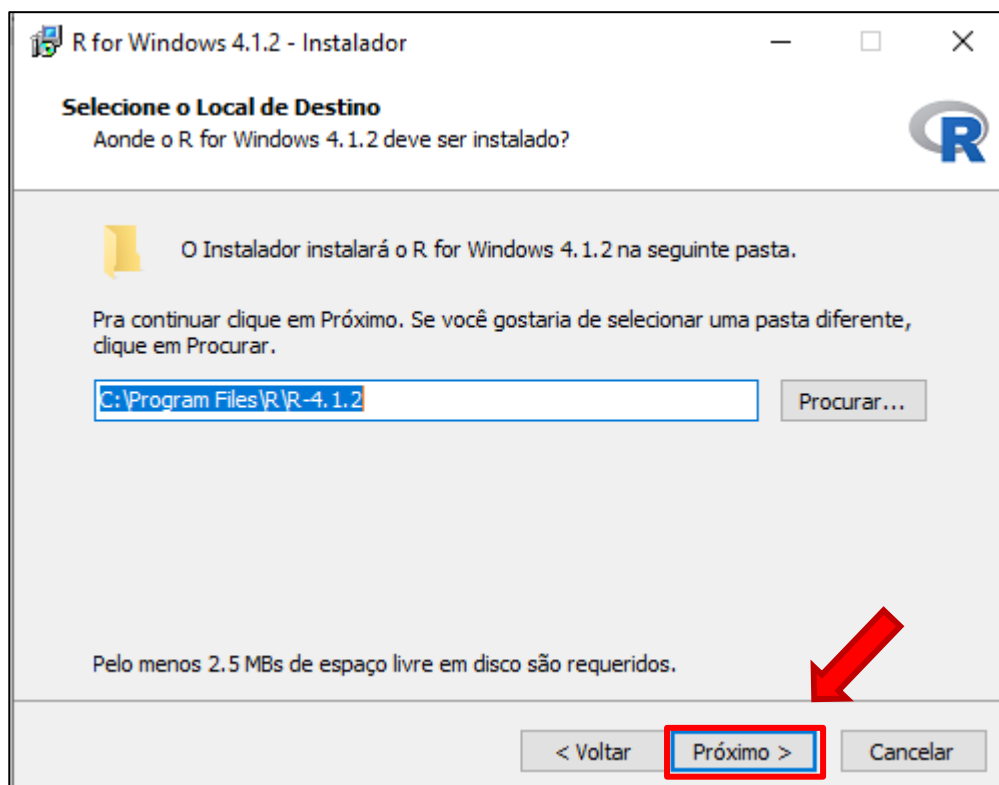 R for Windows 4.1.2 - Instalador
Selecione o Local de Destino
Aonde o R for Windows 4.1.2 deve ser instalado?
R
O Instalador instalará o R for Windows 4.1.2 na seguinte pasta.
Pra continuar clique em Próximo. Se você gostaria de selecionar uma pasta diferente,
clique em Procurar.
C:\Program Files\R\R-4.1.2
Procurar...
Pelo menos 2.5 MBs de espaço livre em disco são requeridos.
< Voltar
Próximo >
Cancelar